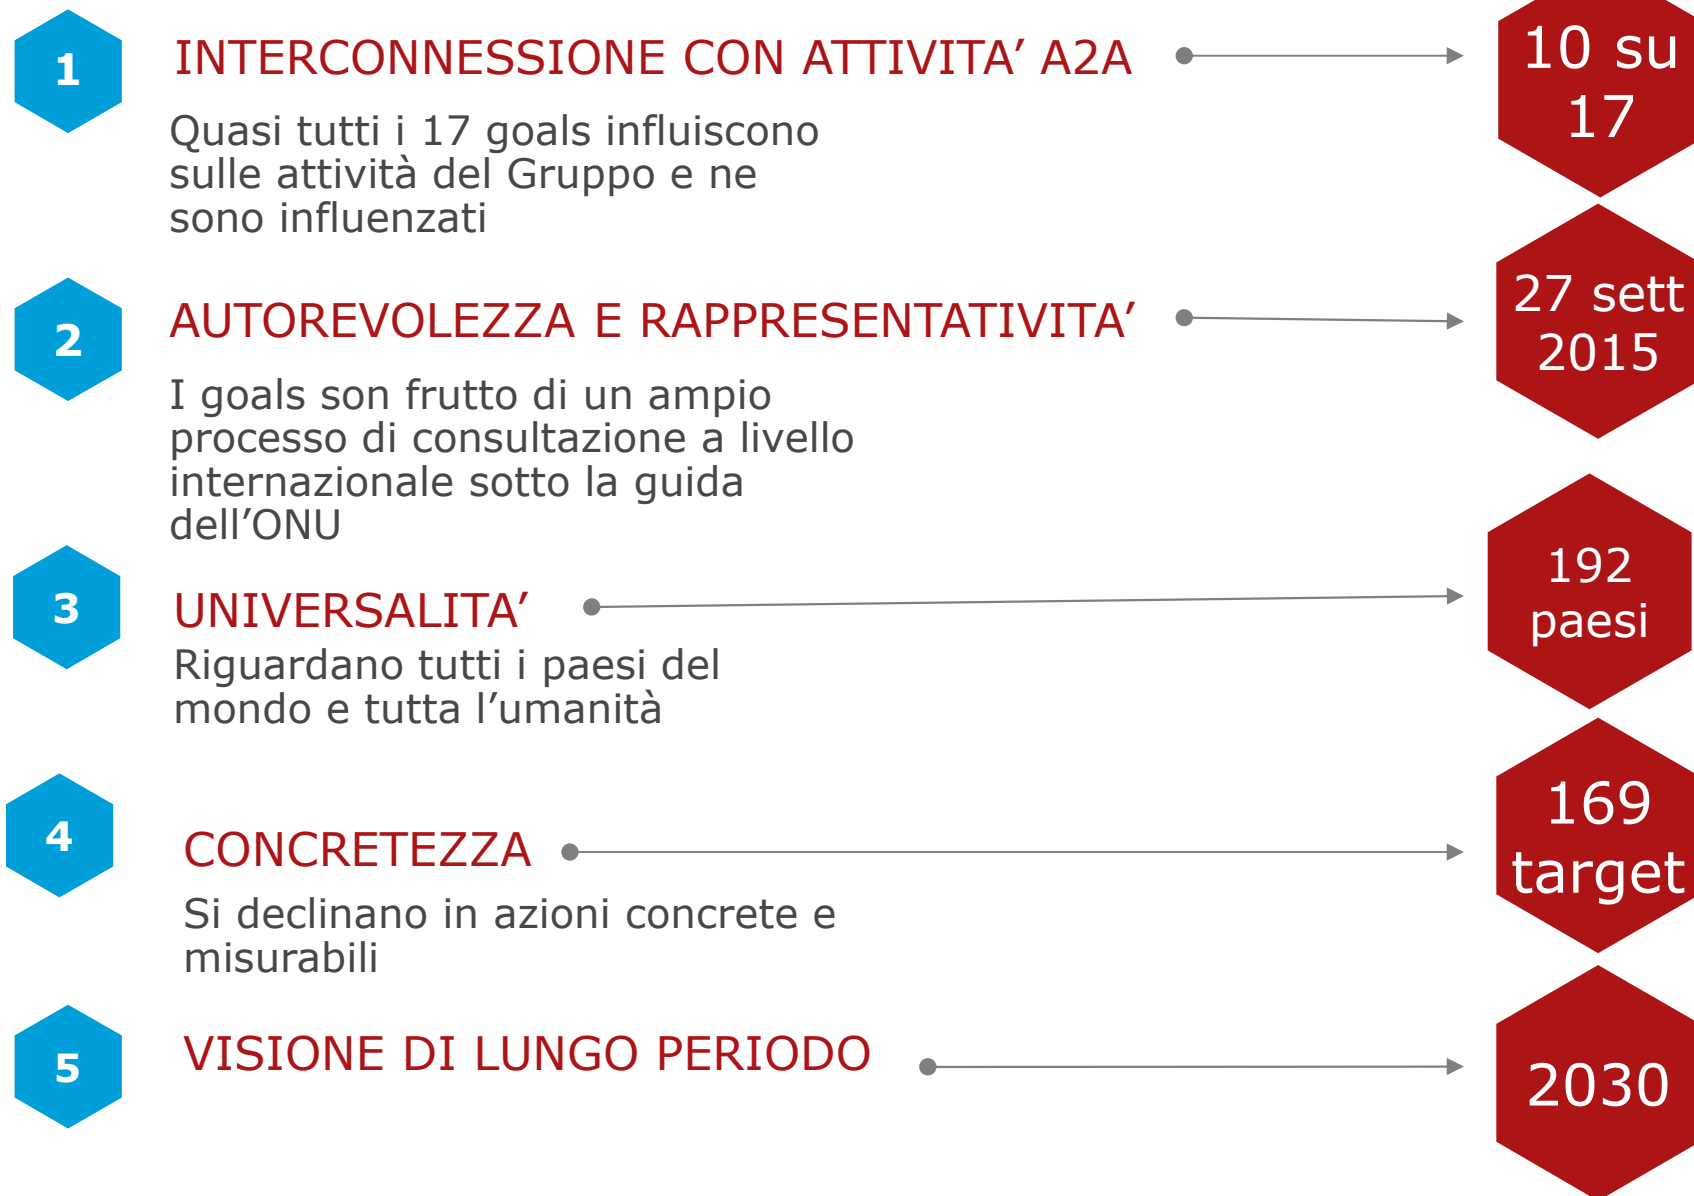 1
INTERCONNESSIONE CON ATTIVITA’ A2A
10 su
17
Quasi tutti i 17 goals influiscono
sulle attività del Gruppo e ne
sono influenzati
2
AUTOREVOLEZZA E RAPPRESENTATIVITA’
27 sett
2015
I goals son frutto di un ampio
processo di consultazione a livello
internazionale sotto la guida
dell’ONU
3
UNIVERSALITA’
192
paesi
Riguardano tutti i paesi del
mondo e tutta l’umanità
4
CONCRETEZZA
169
target
Si declinano in azioni concrete e
misurabili
5
VISIONE DI LUNGO PERIODO
2030